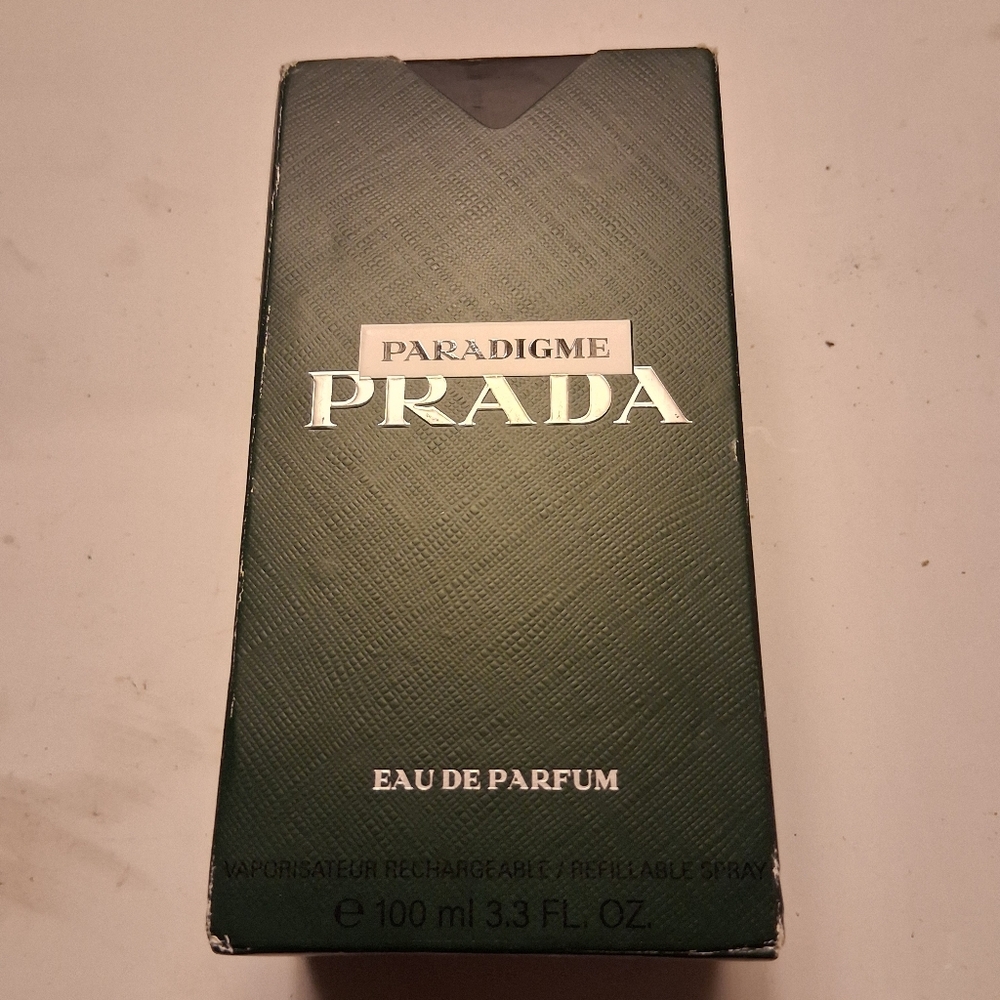 PARADIGME
PRADA
EAU DE PARFUM
VAPORISATEUR RECHARGEABLE / REFILLABLE SPRAY
℮ 100 ml 3.3 FL. OZ.